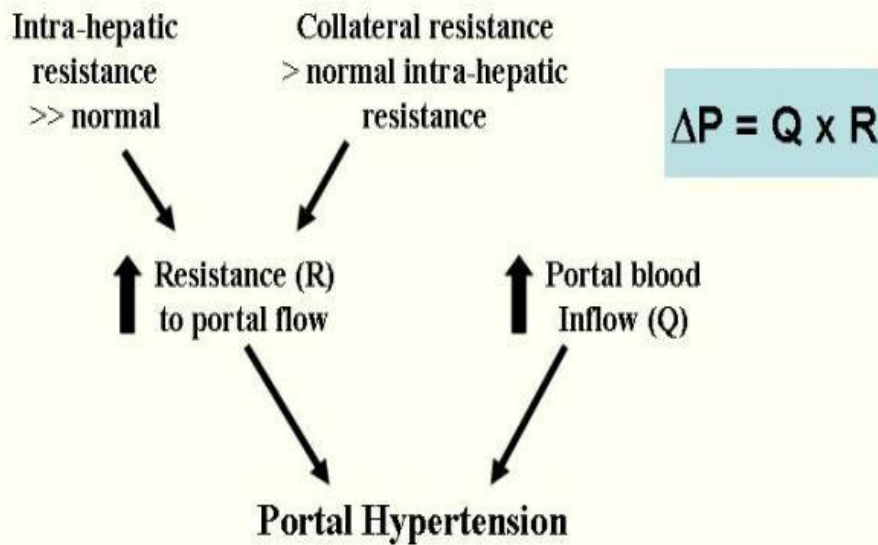 Intra-hepatic
resistance
>> normal
Collateral resistance
> normal intra-hepatic
resistance
ΔP = Q x R
Resistance (R)
to portal flow
Portal blood
Inflow (Q)
Portal Hypertension